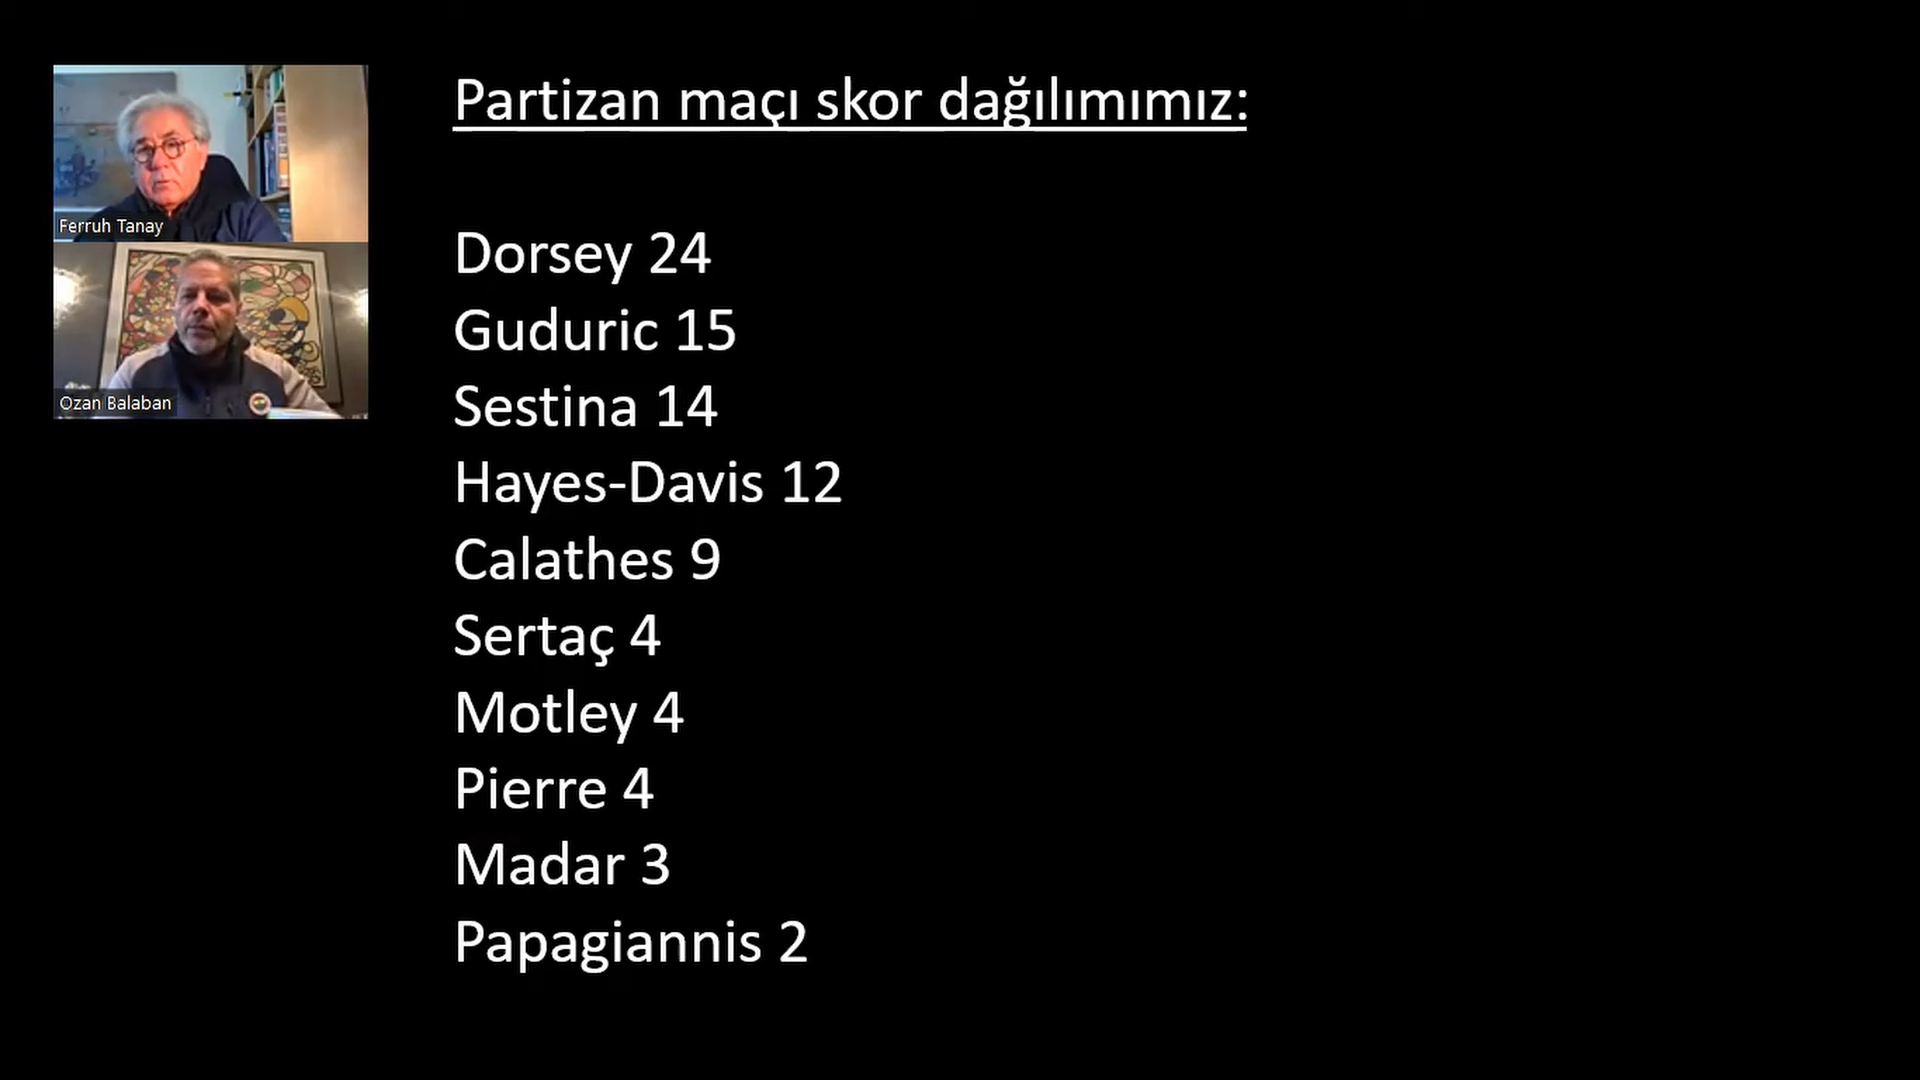 Partizan maçı skor dağılımımız:
Ferruh Tanay
Ozan Balaban
Dorsey 24
Guduric 15
Sestina 14
Hayes-Davis 12
Calathes 9
Sertaç 4
Motley 4
Pierre 4
Madar 3
Papagiannis 2